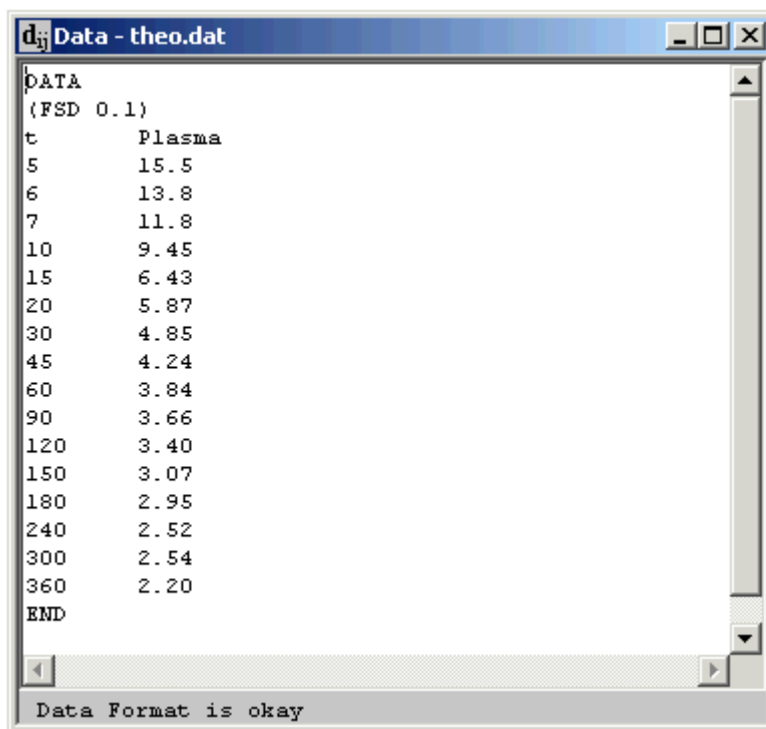 dij Data - theo.dat
DATA
(FSD 0.1)
t Plasma
5 15.5
6 13.8
7 11.8
10 9.45
15 6.43
20 5.87
30 4.85
45 4.24
60 3.84
90 3.66
120 3.40
150 3.07
180 2.95
240 2.52
300 2.54
360 2.20
END
Data Format is okay